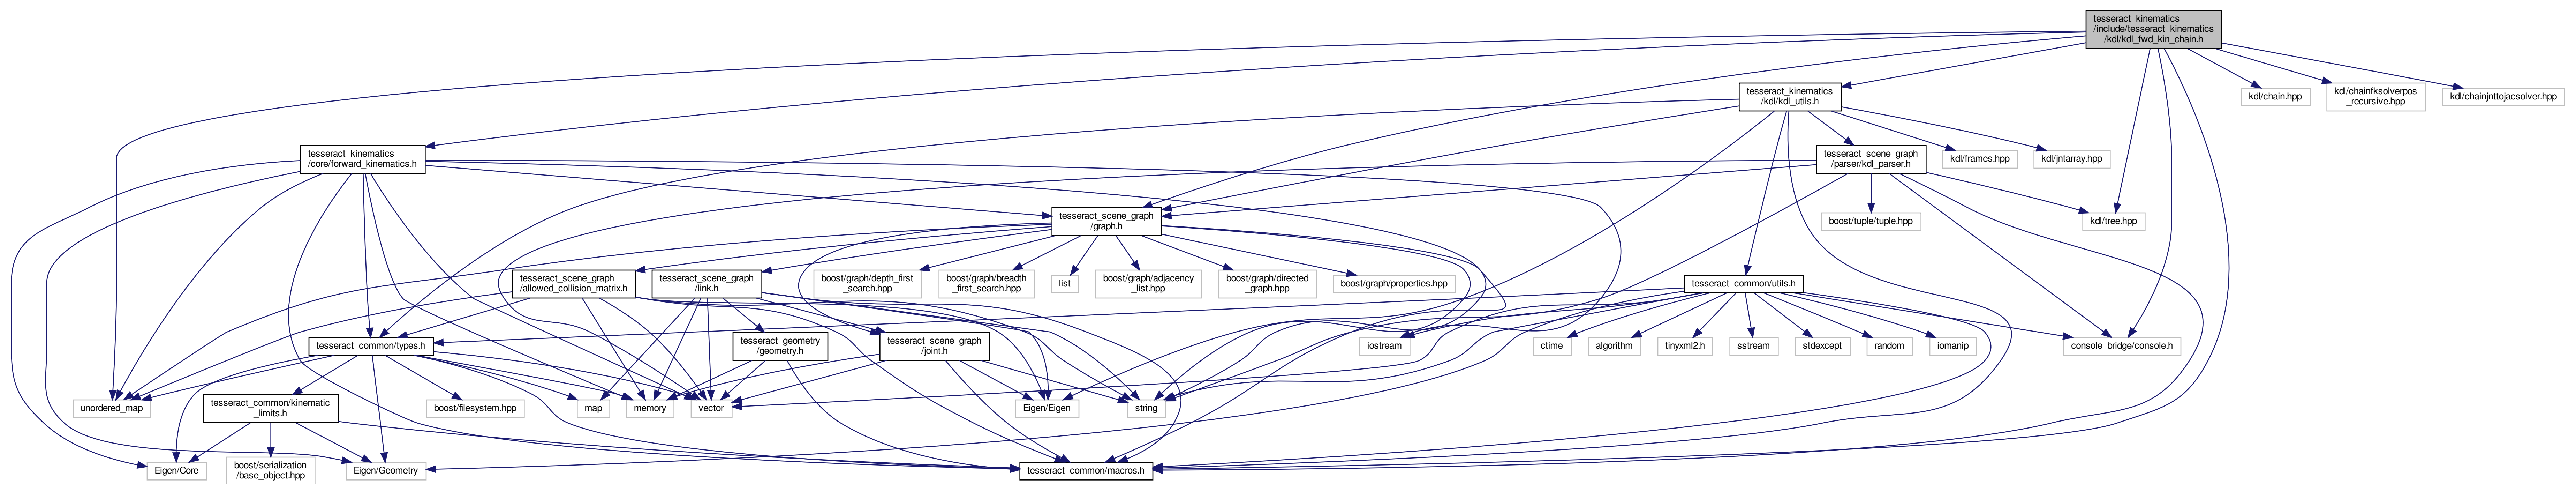 tesseract_kinematics
/include/tesseract_kinematics
/kdl/kdl_fwd_kin_chain.h
tesseract_kinematics
/kdl/kdl_utils.h
kdl/chain.hpp
kdl/chainfksolverpos
_recursive.hpp
kdl/chainjnttojacsolver.hpp
tesseract_kinematics
/core/forward_kinematics.h
tesseract_scene_graph
/parser/kdl_parser.h
kdl/frames.hpp
kdl/jntarray.hpp
tesseract_scene_graph
/graph.h
boost/tuple/tuple.hpp
kdl/tree.hpp
tesseract_scene_graph
/allowed_collision_matrix.h
tesseract_scene_graph
/link.h
boost/graph/depth_first
_search.hpp
boost/graph/breadth
_first_search.hpp
list
boost/graph/adjacency
_list.hpp
boost/graph/directed
_graph.hpp
boost/graph/properties.hpp
tesseract_common/utils.h
tesseract_common/types.h
tesseract_geometry
/geometry.h
tesseract_scene_graph
/joint.h
iostream
ctime
algorithm
tinyxml2.h
sstream
stdexcept
random
iomanip
console_bridge/console.h
unordered_map
tesseract_common/kinematic
_limits.h
boost/filesystem.hpp
map
memory
vector
Eigen/Eigen
string
Eigen/Core
boost/serialization
/base_object.hpp
Eigen/Geometry
tesseract_common/macros.h